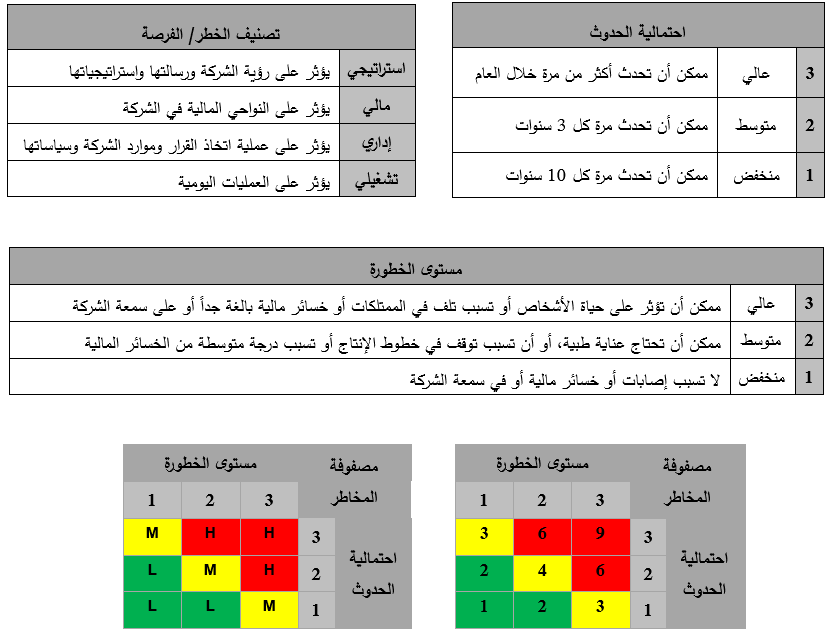 احتمالية الحدوث
3 عالي ممكن أن تحدث أكثر من مرة خلال العام
2 متوسط ممكن أن تحدث مرة كل 3 سنوات
1 منخفض ممكن أن تحدث مرة كل 10 سنوات
تصنيف الخطر/ الفرصة
استراتيجي يؤثر على رؤية الشركة ورسالتها واستراتيجياتها
مالي يؤثر على النواحي المالية في الشركة
إداري يؤثر على عملية اتخاذ القرار وموارد الشركة وسياساتها
تشغيلي يؤثر على العمليات اليومية
مستوى الخطورة
3 عالي ممكن أن تؤثر على حياة الأشخاص أو تسبب تلف في الممتلكات أو خسائر مالية بالغة جداً أو على سمعة الشركة
2 متوسط ممكن أن تحتاج عناية طبية، أو أن تسبب توقف في خطوط الإنتاج أو تسبب درجة متوسطة من الخسائر المالية
1 منخفض لا تسبب إصابات أو خسائر مالية أو في سمعة الشركة
مصفوفة المخاطر مستوى الخطورة
3 2 1
احتمالية الحدوث
3 9 6 3
2 6 4 2
1 3 2 1
مصفوفة المخاطر مستوى الخطورة
3 2 1
احتمالية الحدوث
3 H H M
2 H M L
1 M L L